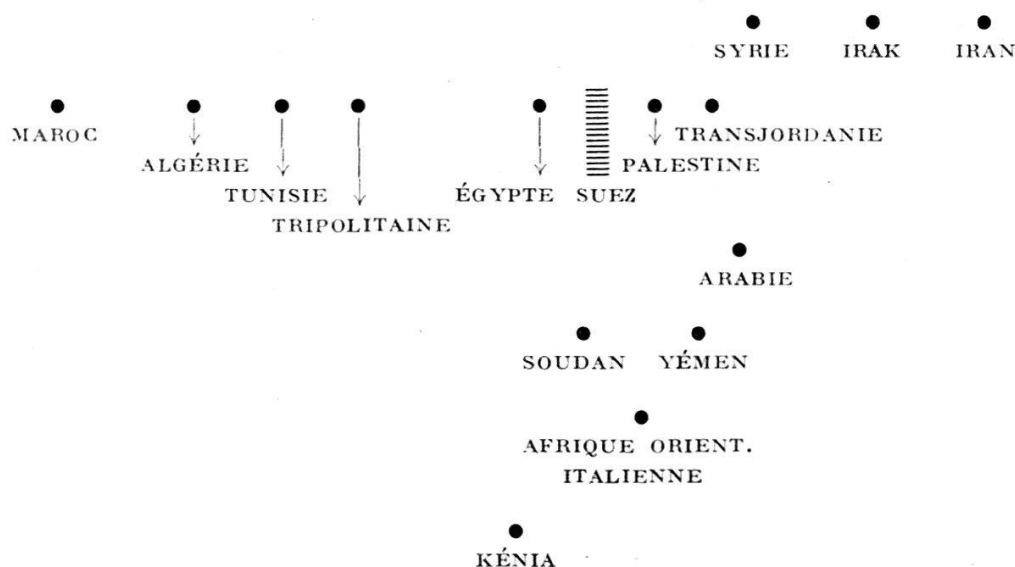 SYRIE IRAK IRAN
MAROC TRANSJORDANIE
ALGÉRIE PALESTINE
TUNISIE ÉGYPTE SUEZ
TRIPOLITAINE
ARABIE
SOUDAN YÉMEN
AFRIQUE ORIENT.
ITALIENNE
KÉNIA